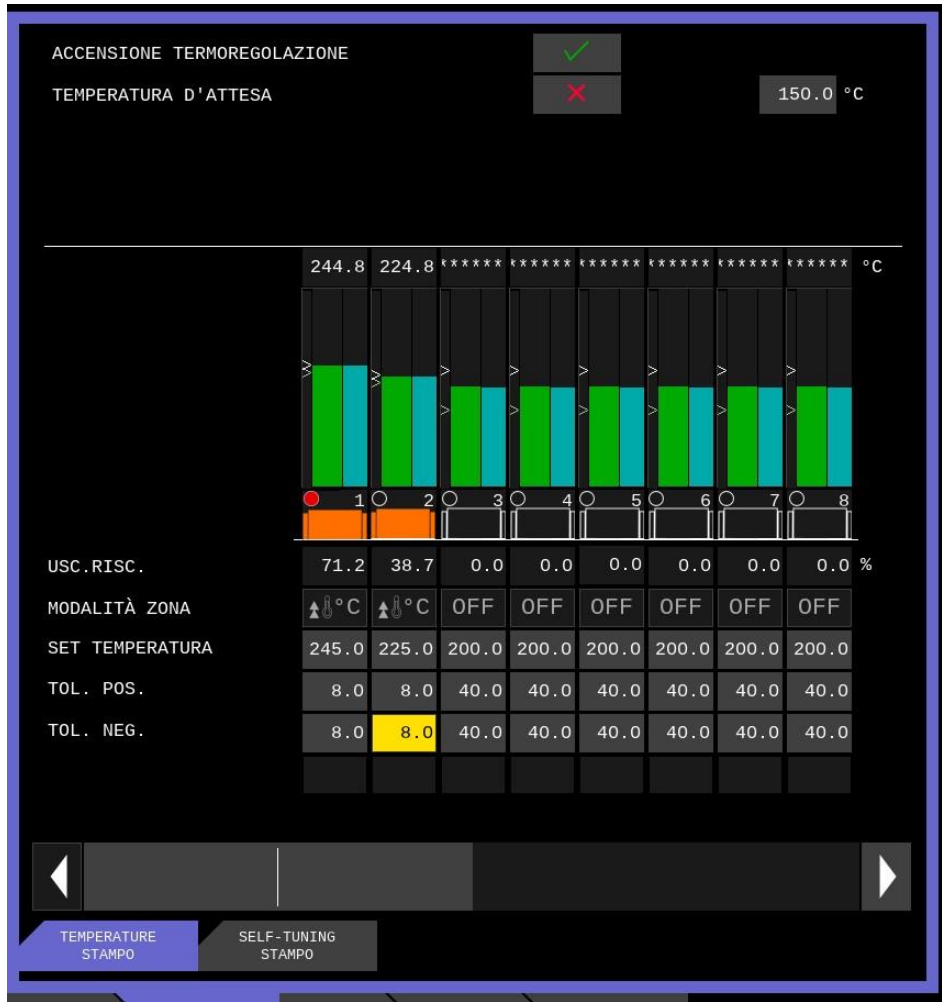 ACCENSIONE TERMOREGOLAZIONE
TEMPERATURA D'ATTESA 150.0 °C
244.8 224.8 ****** ****** ****** ****** ****** ****** °C
1 2 3 4 5 6 7 8
USC.RISC. 71.2 38.7 0.0 0.0 0.0 0.0 0.0 0.0 %
MODALITÀ ZONA °C °C OFF OFF OFF OFF OFF OFF
SET TEMPERATURA 245.0 225.0 200.0 200.0 200.0 200.0 200.0 200.0
TOL. POS. 8.0 8.0 40.0 40.0 40.0 40.0 40.0 40.0
TOL. NEG. 8.0 8.0 40.0 40.0 40.0 40.0 40.0 40.0
TEMPERATURE STAMPO
SELF-TUNING STAMPO